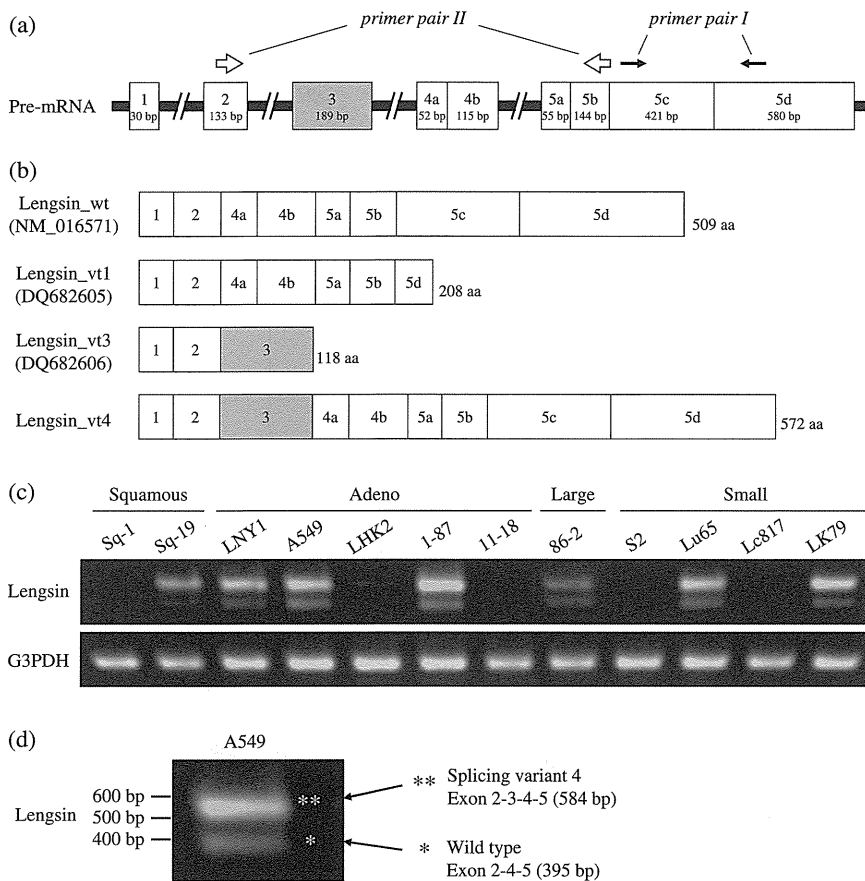 (a)
primer pair II
primer pair I
Pre-mRNA
1
30 bp
2
133 bp
3
189 bp
4a
52 bp
4b
115 bp
5a
55 bp
5b
144 bp
5c
421 bp
5d
580 bp
(b)
Lengsin_wt
(NM_016571)
1 2 4a 4b 5a 5b 5c 5d
509 aa
Lengsin_vt1
(DQ682605)
1 2 4a 4b 5a 5b 5d
208 aa
Lengsin_vt3
(DQ682606)
1 2 3
118 aa
Lengsin_vt4
1 2 3 4a 4b 5a 5b 5c 5d
572 aa
(c)
Squamous Adeno Large Small
Sq-1 Sq-19 LNY1 A549 LHK2 1-87 11-18 86-2 S2 Lu65 Lc817 LK79
Lengsin
G3PDH
(d)
A549
Lengsin
600 bp
500 bp
400 bp
**
*
** Splicing variant 4
Exon 2-3-4-5 (584 bp)
* Wild type
Exon 2-4-5 (395 bp)